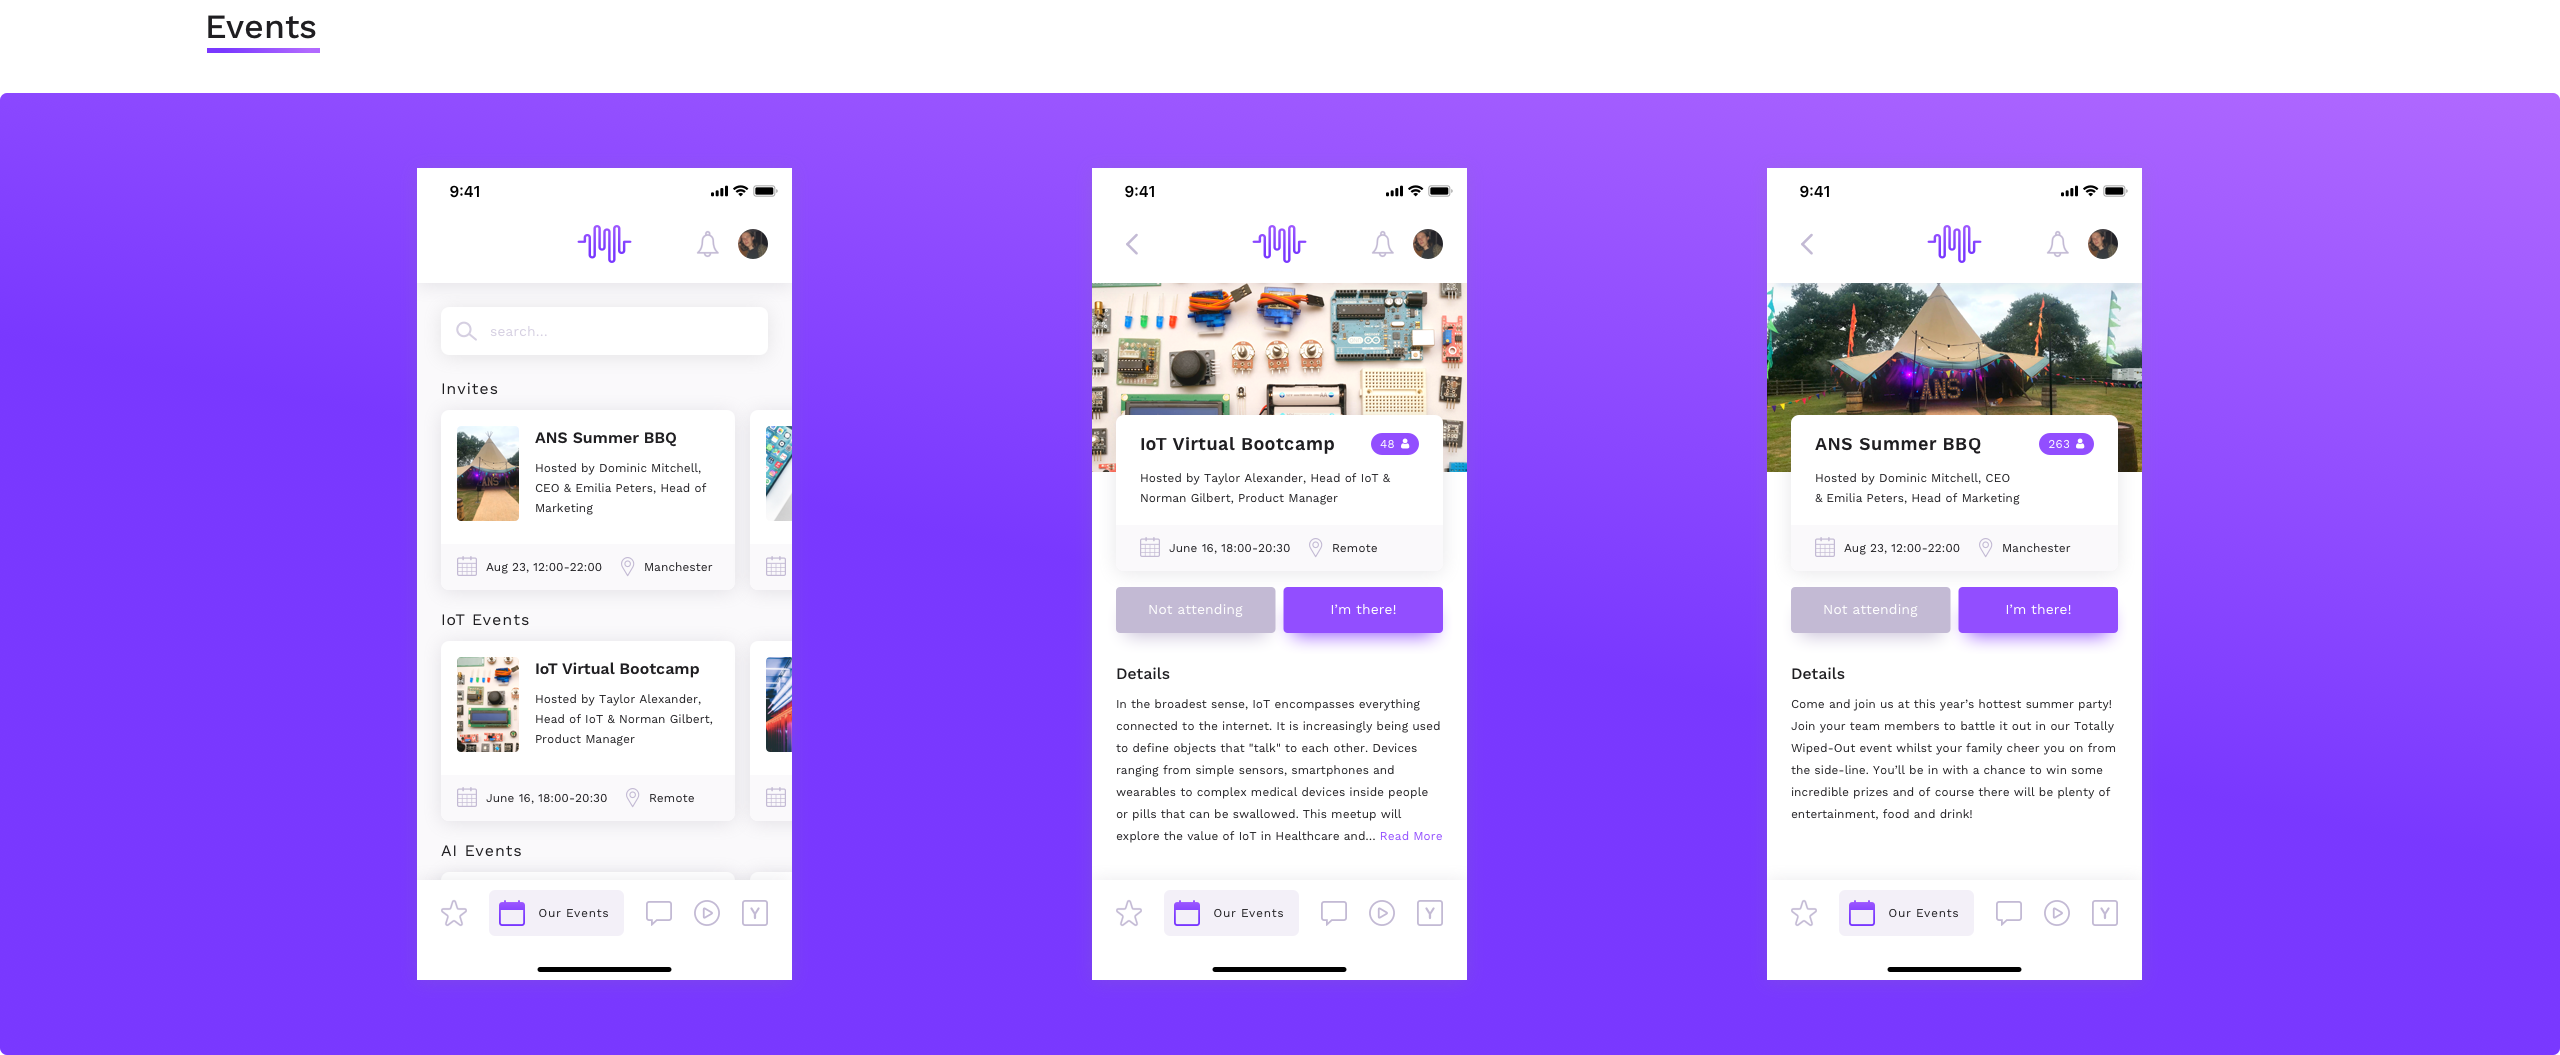 Events
9:41
search...
Invites
ANS Summer BBQ
Hosted by Dominic Mitchell,
CEO & Emilia Peters, Head of
Marketing
Aug 23, 12:00-22:00
Manchester
IoT Events
IoT Virtual Bootcamp
Hosted by Taylor Alexander,
Head of IoT & Norman Gilbert,
Product Manager
June 16, 18:00-20:30
Remote
AI Events
Our Events
Y
9:41
IoT Virtual Bootcamp
48
Hosted by Taylor Alexander, Head of IoT &
Norman Gilbert, Product Manager
June 16, 18:00-20:30
Remote
Not attending
I'm there!
Details
In the broadest sense, IoT encompasses everything
connected to the internet. It is increasingly being used
to define objects that "talk" to each other. Devices
ranging from simple sensors, smartphones and
wearables to complex medical devices inside people
or pills that can be swallowed. This meetup will
explore the value of IoT in Healthcare and... Read More
Our Events
Y
9:41
ANS
ANS Summer BBQ
263
Hosted by Dominic Mitchell, CEO
& Emilia Peters, Head of Marketing
Aug 23, 12:00-22:00
Manchester
Not attending
I'm there!
Details
Come and join us at this year's hottest summer party!
Join your team members to battle it out in our Totally
Wiped-Out event whilst your family cheer you on from
the side-line. You'll be in with a chance to win some
incredible prizes and of course there will be plenty of
entertainment, food and drink!
Our Events
Y